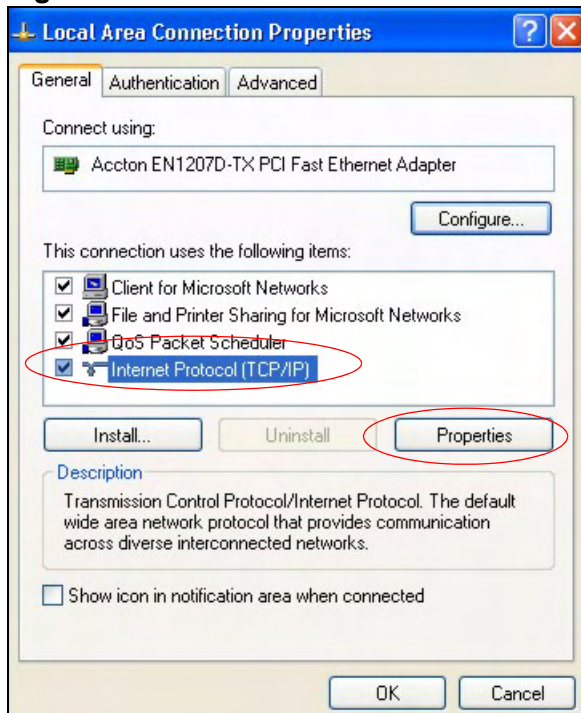 Local Area Connection Properties
General Authentication Advanced
Connect using:
Accton EN1207D-TX PCI Fast Ethernet Adapter
Configure...
This connection uses the following items:
Client for Microsoft Networks
File and Printer Sharing for Microsoft Networks
QoS Packet Scheduler
Internet Protocol (TCP/IP)
Install... Uninstall Properties
Description
Transmission Control Protocol/Internet Protocol. The default
wide area network protocol that provides communication
across diverse interconnected networks.
Show icon in notification area when connected
OK Cancel